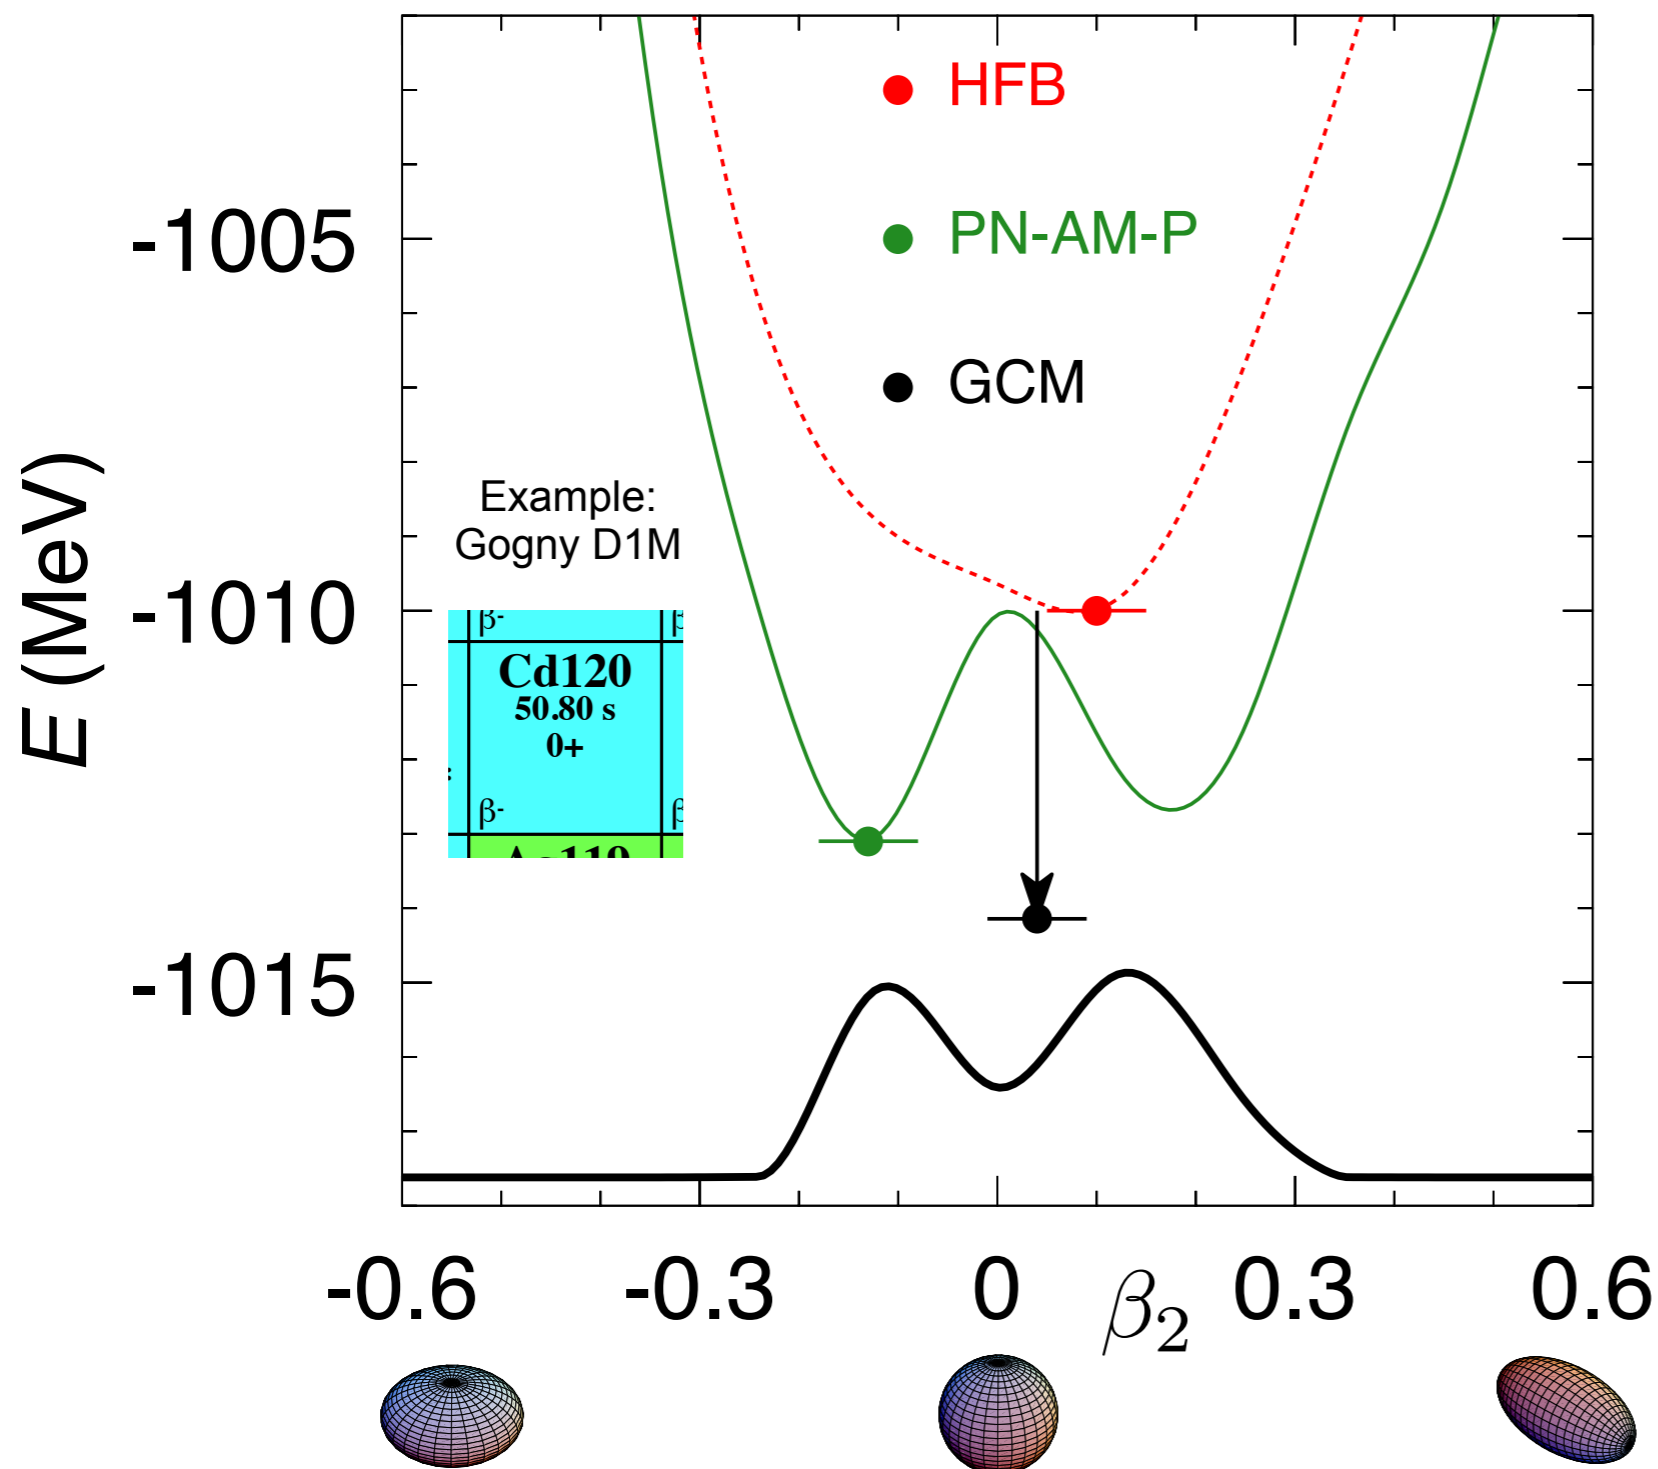 HFB
-1005
PN-AM-P
GCM
E (MeV)
Example:
Gogny D1M
-1010
β-
Cd120
50.80 s
0+
β-
-1015
-0.6
-0.3
0
β₂
0.3
0.6